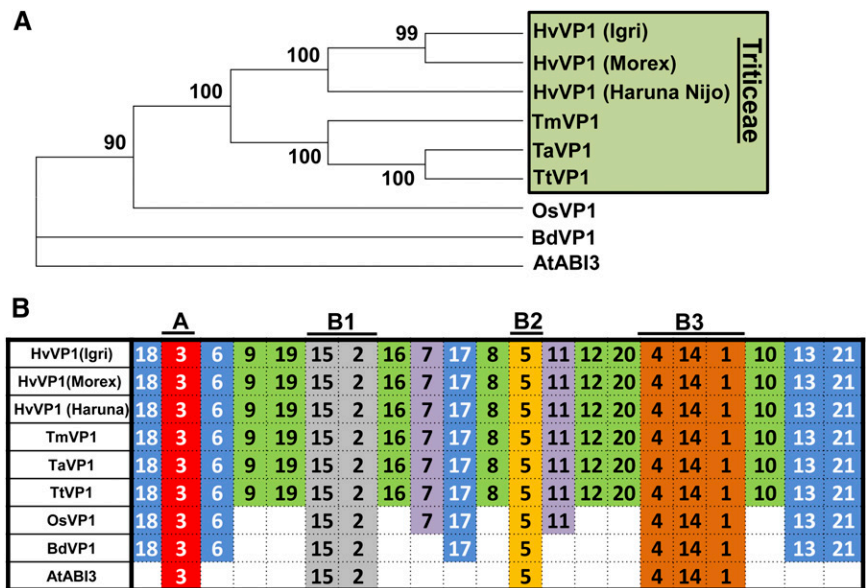 A
99
HvVP1 (Igri)
100
HvVP1 (Morex)
100
HvVP1 (Haruna Nijo)
90
TmVP1
100
TaVP1
100
TtVP1
Triticeae
OsVP1
BdVP1
AtABI3
B
A B1 B2 B3
HvVP1(Igri) 18 3 6 9 19 15 2 16 7 17 8 5 11 12 20 4 14 1 10 13 21
HvVP1(Morex) 18 3 6 9 19 15 2 16 7 17 8 5 11 12 20 4 14 1 10 13 21
HvVP1 (Haruna) 18 3 6 9 19 15 2 16 7 17 8 5 11 12 20 4 14 1 10 13 21
TmVP1 18 3 6 9 19 15 2 16 7 17 8 5 11 12 20 4 14 1 10 13 21
TaVP1 18 3 6 9 19 15 2 16 7 17 8 5 11 12 20 4 14 1 10 13 21
TtVP1 18 3 6 9 19 15 2 16 7 17 8 5 11 12 20 4 14 1 10 13 21
OsVP1 18 3 6 15 2 7 17 5 11 4 14 1 13 21
BdVP1 18 3 6 15 2 17 5 4 14 1 13 21
AtABI3 3 15 2 5 4 14 1